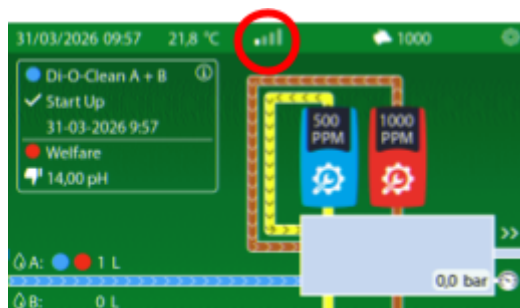 31/03/2026 09:57 21,8 °C 1000
Di-O-Clean A + B
Start Up
31-03-2026 9:57
Welfare
14,00 pH
500 PPM
1000 PPM
A: 1 L
0,0 bar
B: 0 L